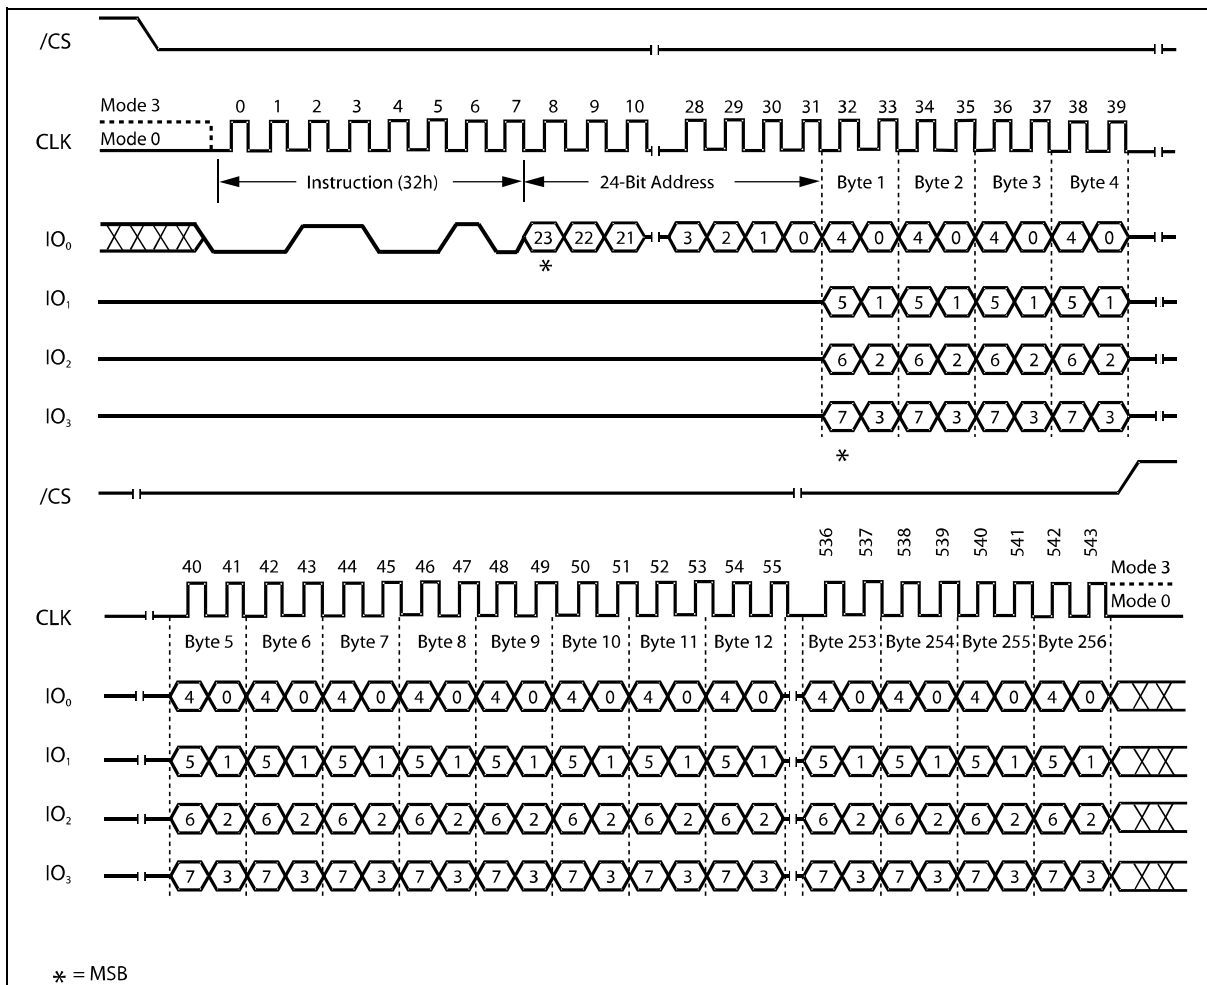 /CS
Mode 3
0 1 2 3 4 5 6 7 8 9 10 28 29 30 31 32 33 34 35 36 37 38 39
CLK
Mode 0
Instruction (32h) 24-Bit Address Byte 1 Byte 2 Byte 3 Byte 4
IO₀ 23 22 21 3 2 1 0 4 0 4 0 4 0 4 0
*
IO₁ 5 1 5 1 5 1 5 1
IO₂ 6 2 6 2 6 2 6 2
IO₃ 7 3 7 3 7 3 7 3
*
/CS
40 41 42 43 44 45 46 47 48 49 50 51 52 53 54 55 536 537 538 539 540 541 542 543
Mode 3
CLK
Mode 0
Byte 5 Byte 6 Byte 7 Byte 8 Byte 9 Byte 10 Byte 11 Byte 12 Byte 253 Byte 254 Byte 255 Byte 256
IO₀ 4 0 4 0 4 0 4 0 4 0 4 0 4 0 4 0 4 0 4 0 4 0 4 0
IO₁ 5 1 5 1 5 1 5 1 5 1 5 1 5 1 5 1 5 1 5 1 5 1 5 1
IO₂ 6 2 6 2 6 2 6 2 6 2 6 2 6 2 6 2 6 2 6 2 6 2 6 2
IO₃ 7 3 7 3 7 3 7 3 7 3 7 3 7 3 7 3 7 3 7 3 7 3 7 3
* = MSB